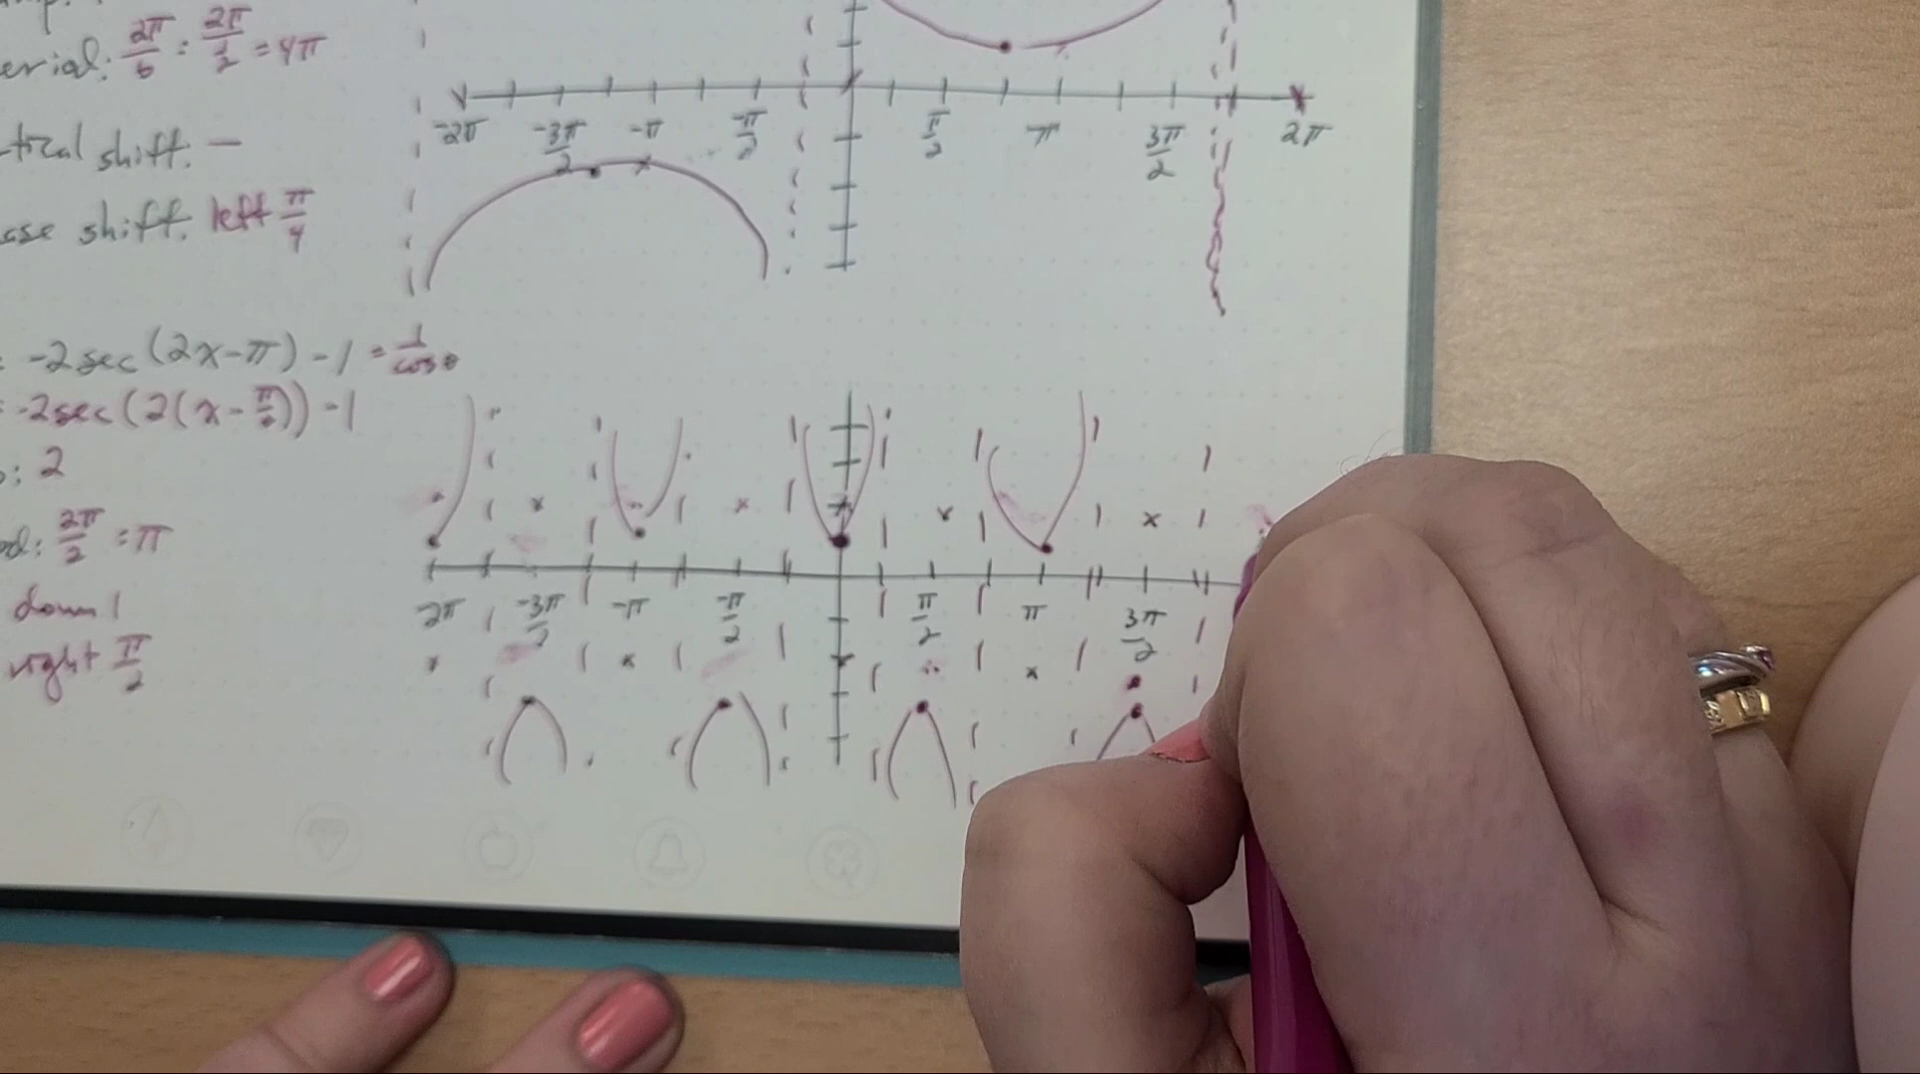 erial: 2π/b = 2π/(1/2) = 4π
-2π -3π/2 -π -π/2 π/2 π 3π/2 2π
tical shift: —
ase shift: left π/4
-2sec(2x-π)-1 = 1/cosθ
= -2sec(2(x-π/2))-1
: 2
od: 2π/2 = π
down 1
-2π -3π/2 -π -π/2 π/2 π 3π/2
right π/2